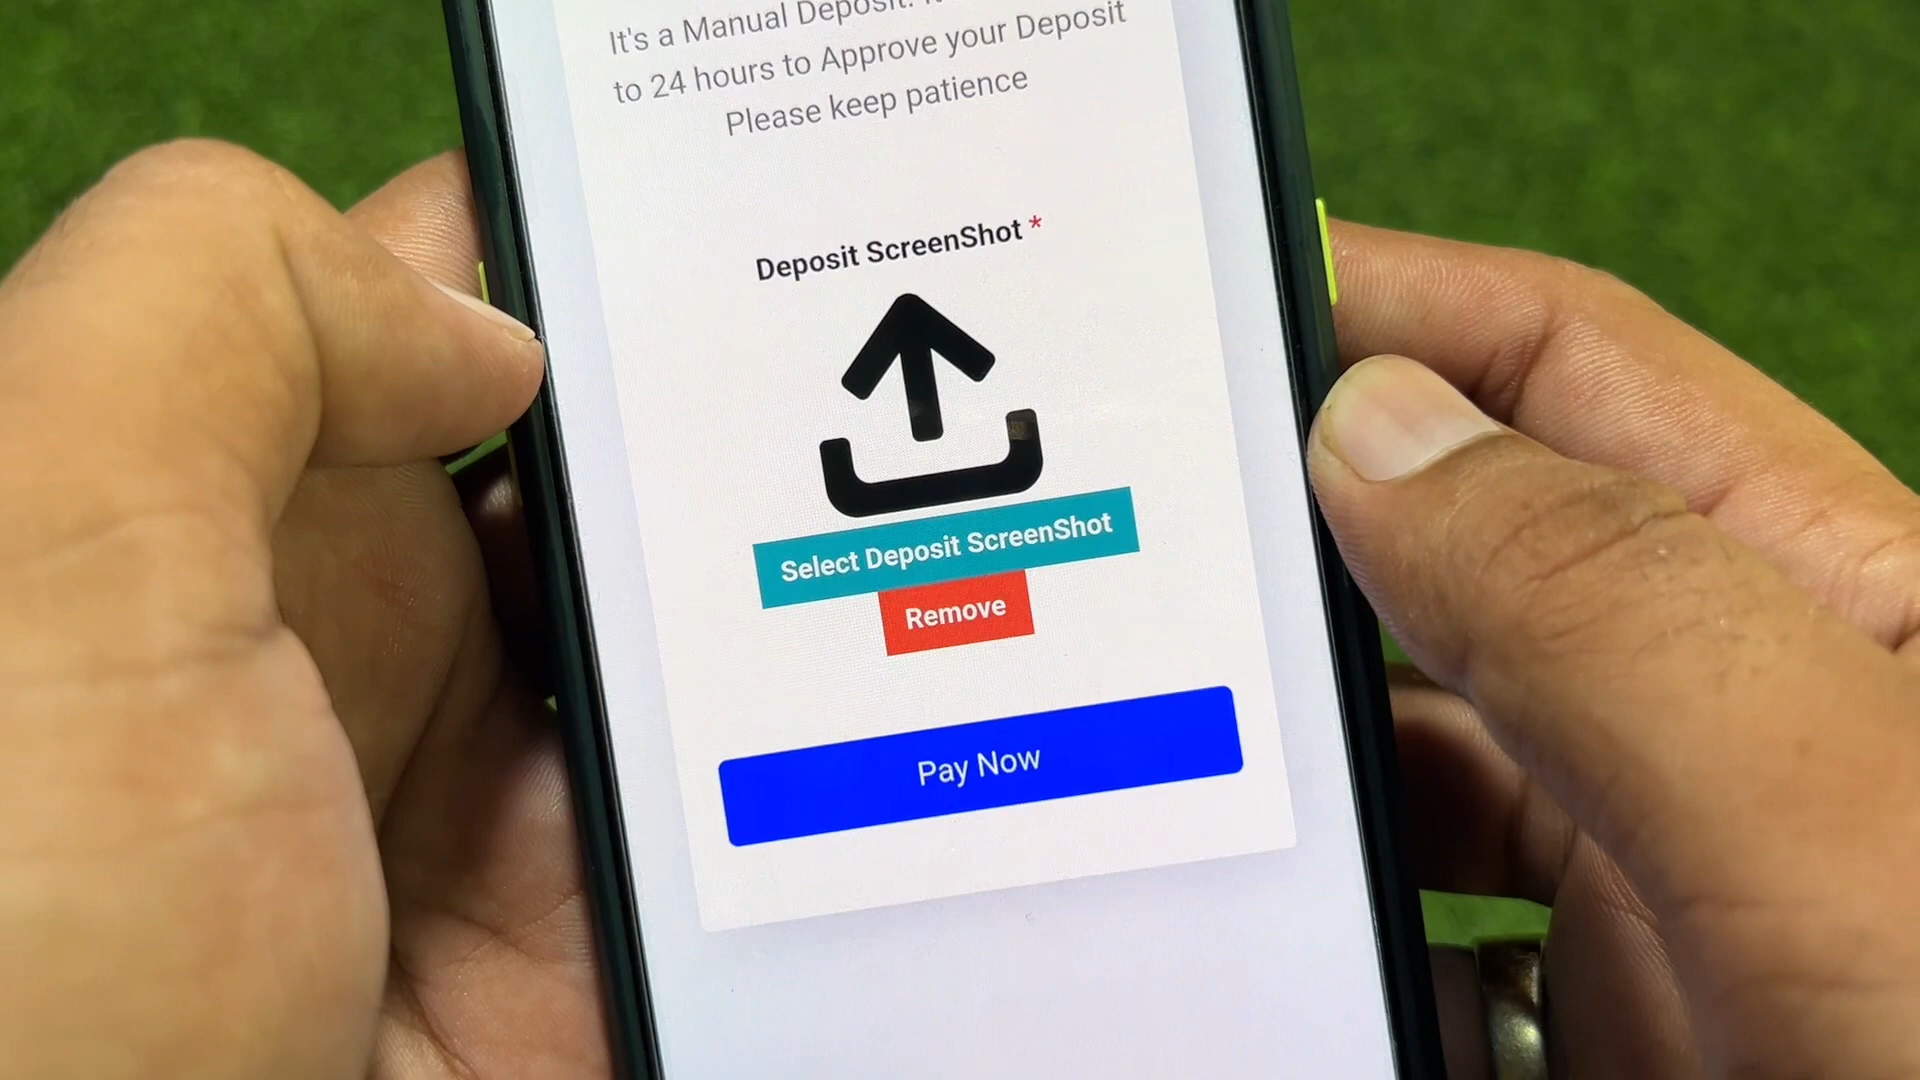 It's a Manual Deposit.
to 24 hours to Approve your Deposit
Please keep patience
Deposit ScreenShot *
Select Deposit ScreenShot
Remove
Pay Now